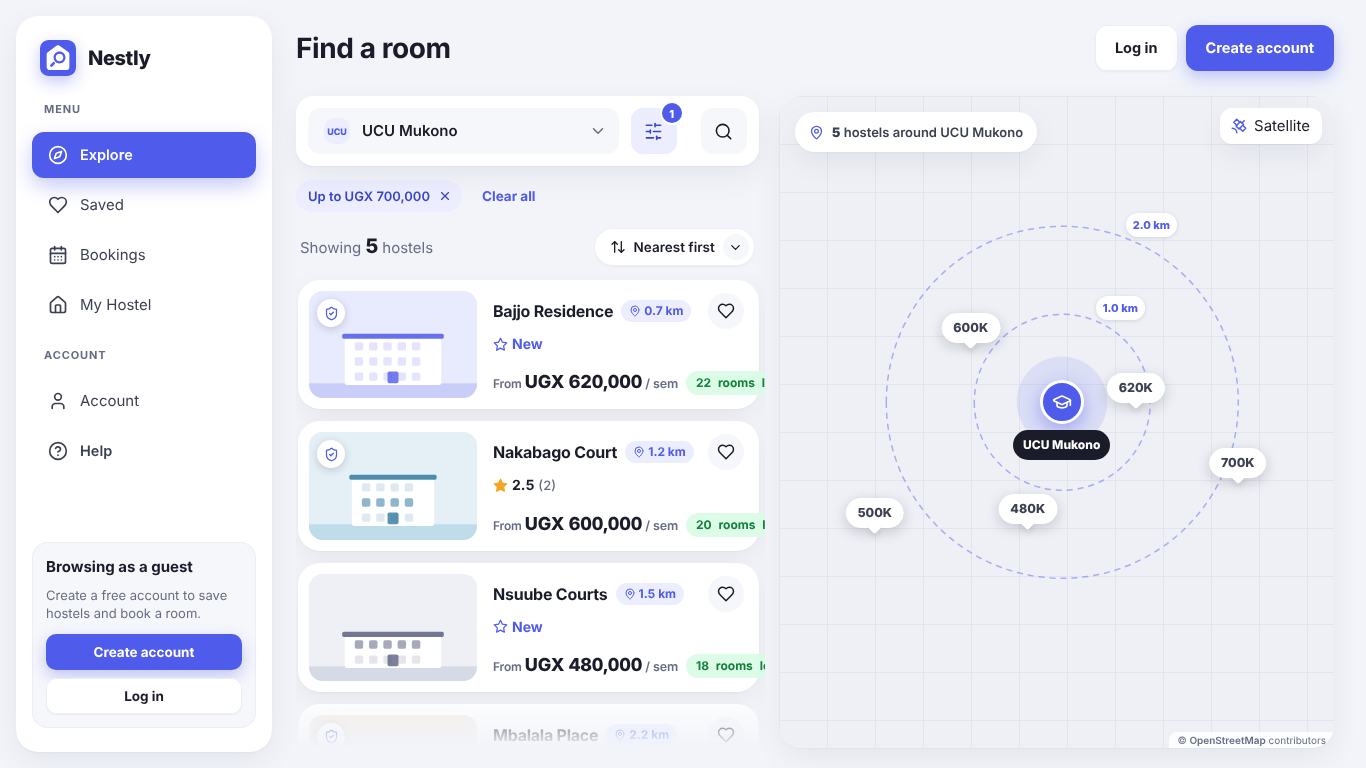 Nestly
MENU
Explore
Saved
Bookings
My Hostel
ACCOUNT
Account
Help
Browsing as a guest
Create a free account to save
hostels and book a room.
Create account
Log in
Find a room
Log in
Create account
UCU
UCU Mukono
1
Up to UGX 700,000
Clear all
Showing 5 hostels
Nearest first
Bajjo Residence
0.7 km
New
From UGX 620,000 / sem
22 rooms
Nakabago Court
1.2 km
2.5 (2)
From UGX 600,000 / sem
20 rooms
Nsuube Courts
1.5 km
New
From UGX 480,000 / sem
18 rooms
Mbalala Place
2.2 km
5 hostels around UCU Mukono
Satellite
2.0 km
1.0 km
600K
620K
UCU Mukono
700K
480K
500K
© OpenStreetMap contributors